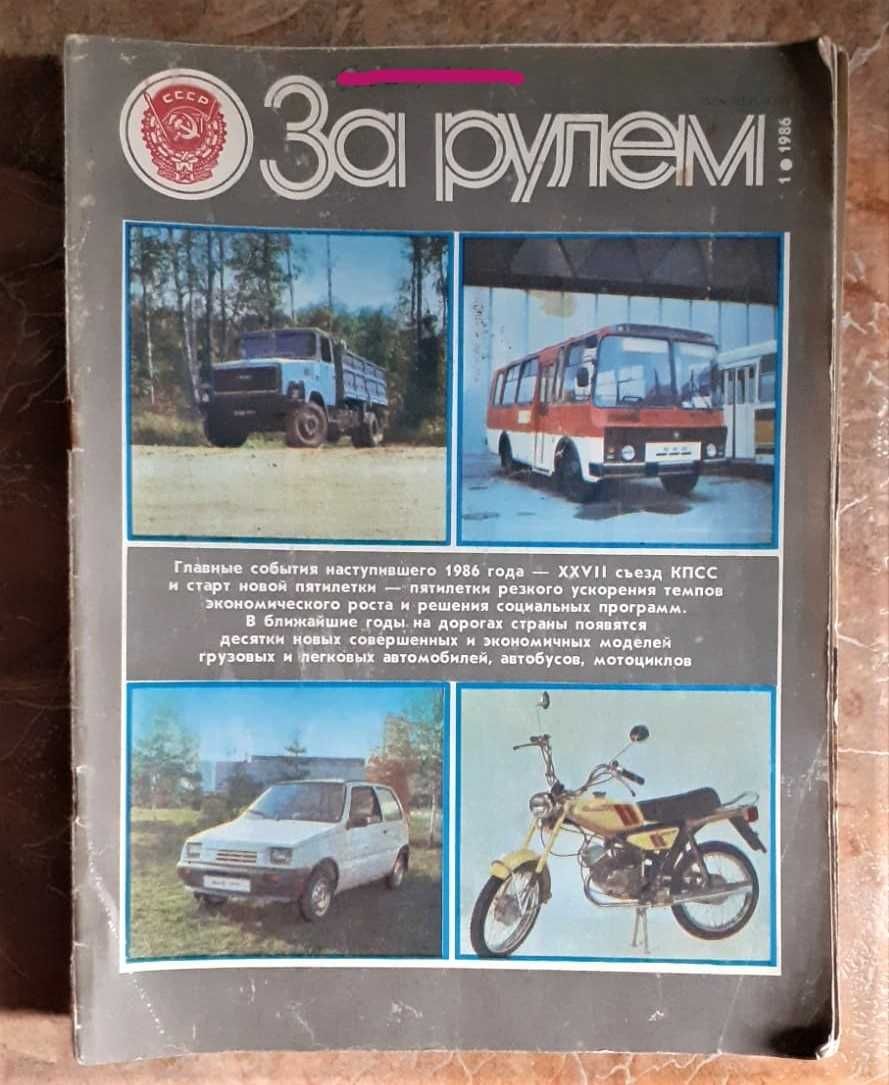 СССР
За рулем
1 ● 1986
Главные события наступившего 1986 года — XXVII съезд КПСС
и старт новой пятилетки — пятилетки резкого ускорения темпов
экономического роста и решения социальных программ.
В ближайшие годы на дорогах страны появятся
десятки новых совершенных и экономичных моделей
грузовых и легковых автомобилей, автобусов, мотоциклов